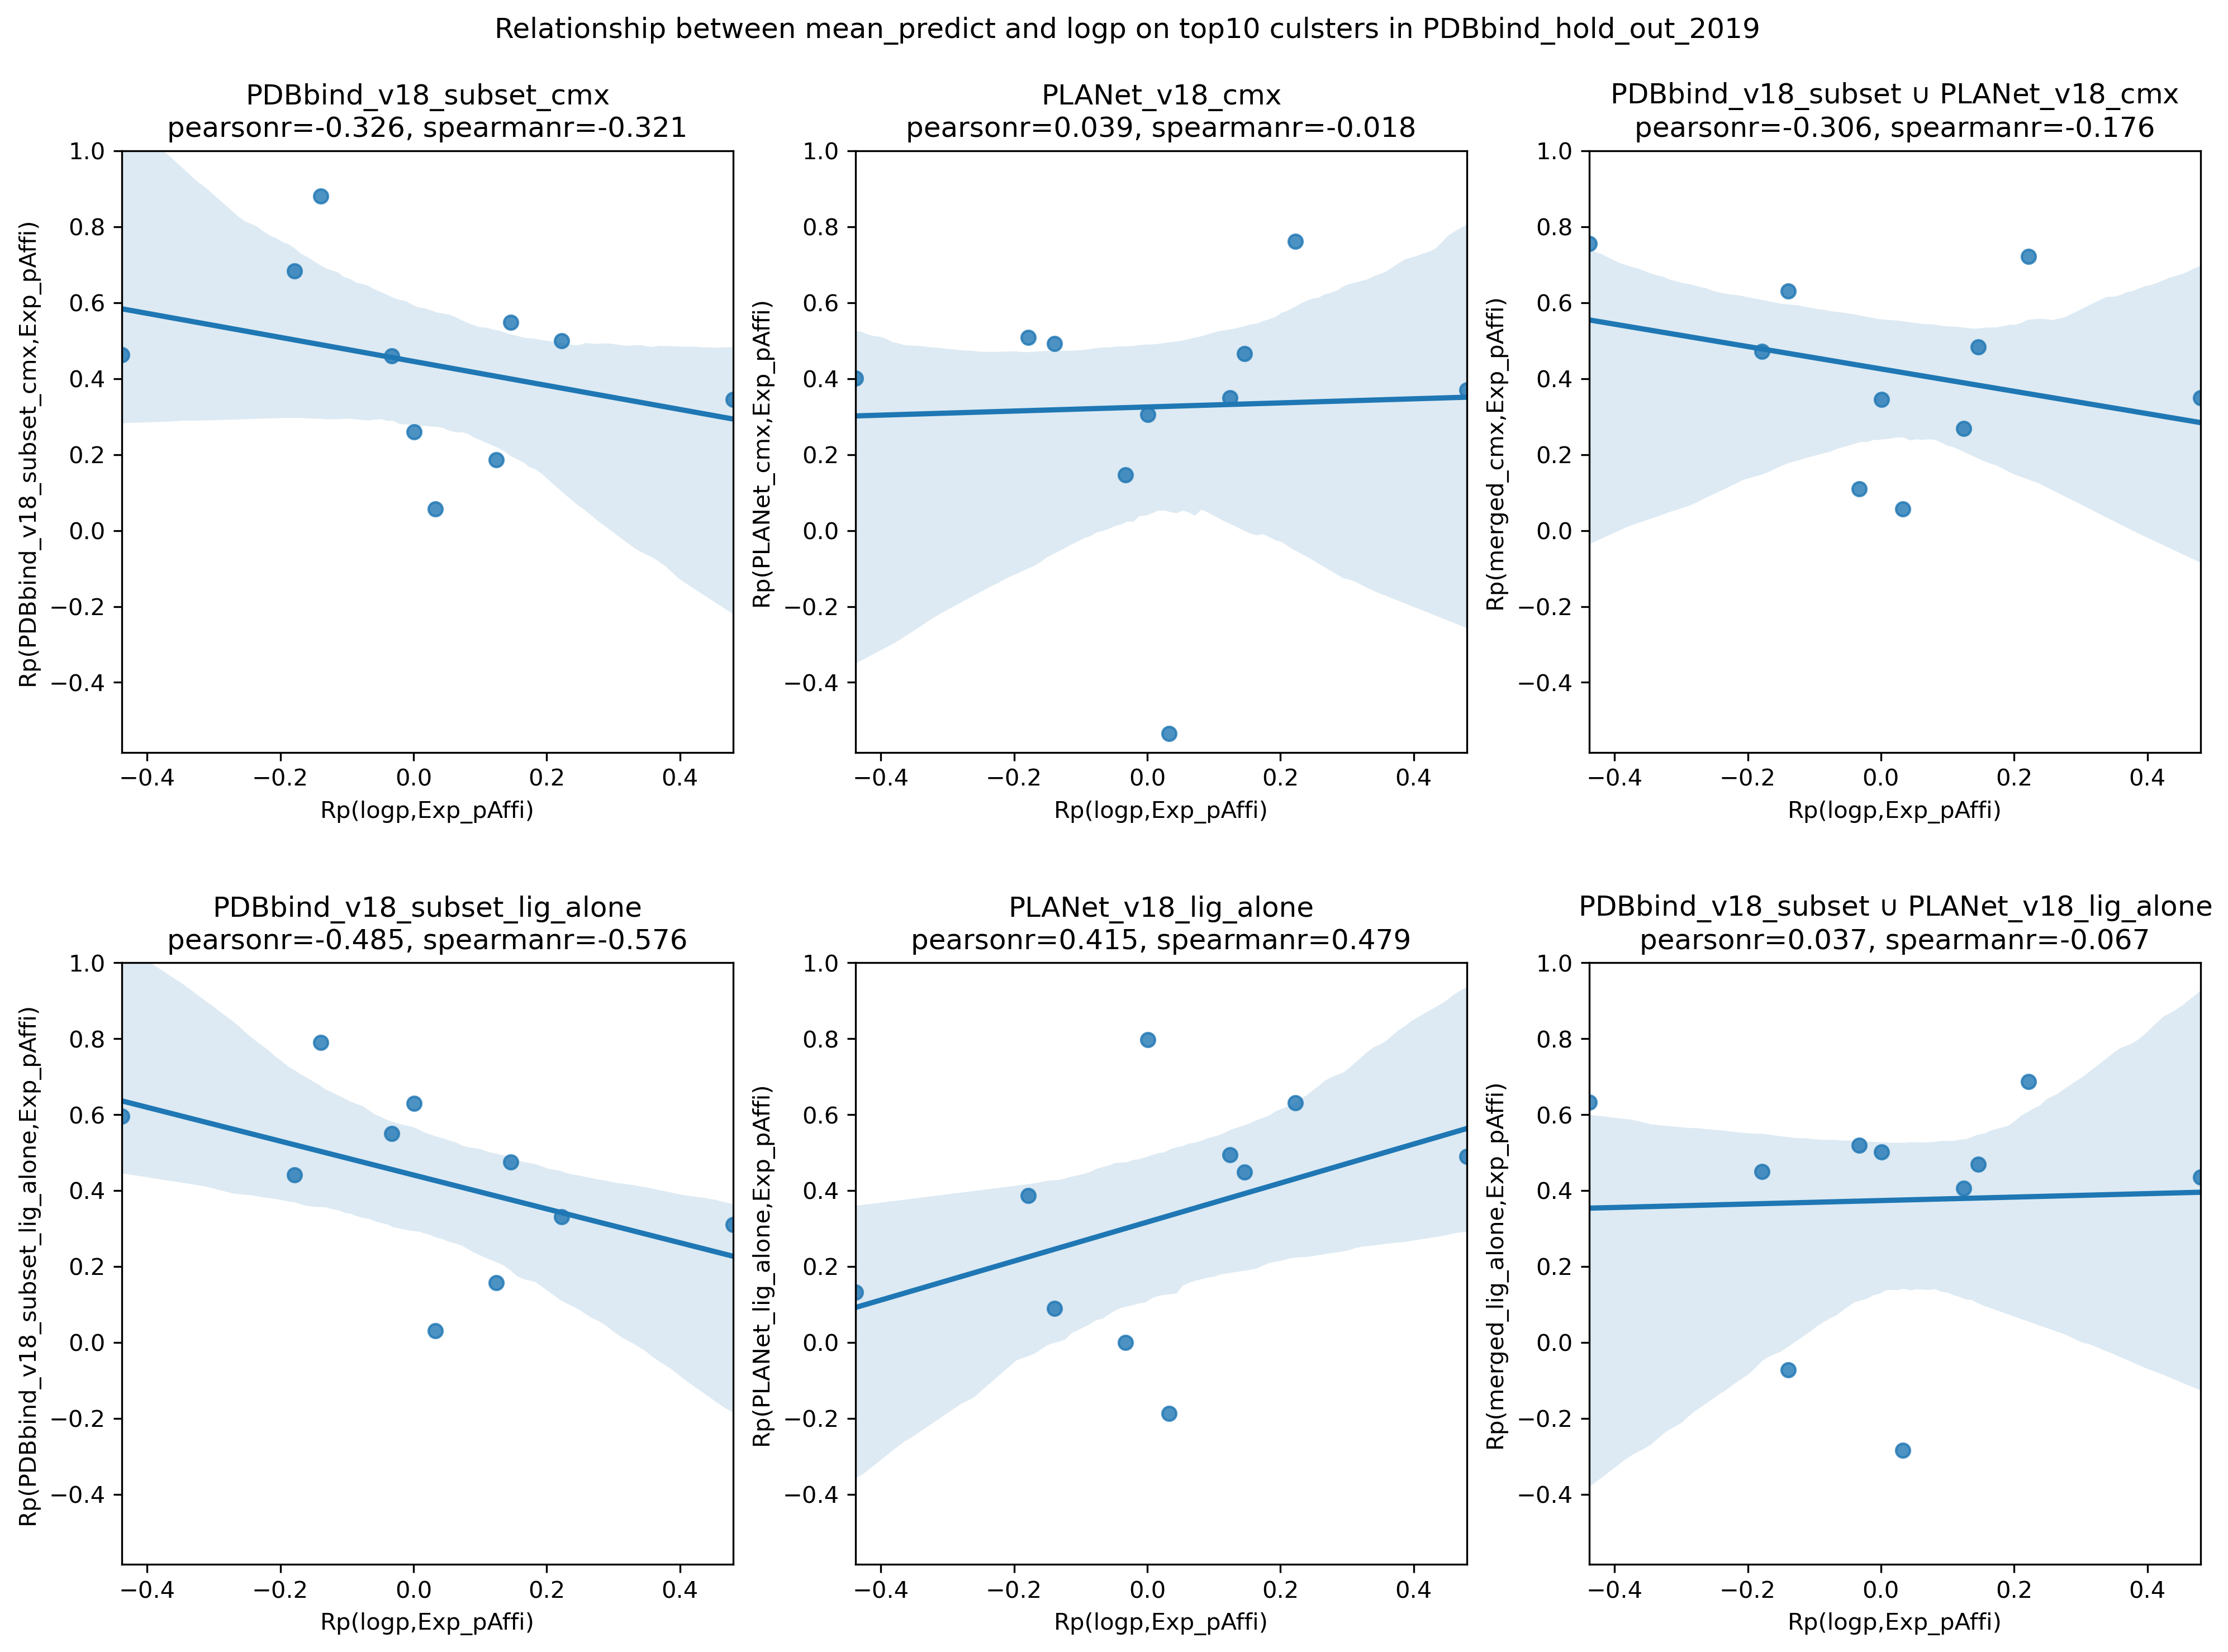 Relationship between mean_predict and logp on top10 culsters in PDBbind_hold_out_2019
PDBbind_v18_subset_cmx
pearsonr=-0.326, spearmanr=-0.321
Rp(PDBbind_v18_subset_cmx,Exp_pAffi)
1.0
0.8
0.6
0.4
0.2
0.0
−0.2
−0.4
−0.4 −0.2 0.0 0.2 0.4
Rp(logp,Exp_pAffi)
PLANet_v18_cmx
pearsonr=0.039, spearmanr=-0.018
Rp(PLANet_cmx,Exp_pAffi)
1.0
0.8
0.6
0.4
0.2
0.0
−0.2
−0.4
−0.4 −0.2 0.0 0.2 0.4
Rp(logp,Exp_pAffi)
PDBbind_v18_subset ∪ PLANet_v18_cmx
pearsonr=-0.306, spearmanr=-0.176
Rp(merged_cmx,Exp_pAffi)
1.0
0.8
0.6
0.4
0.2
0.0
−0.2
−0.4
−0.4 −0.2 0.0 0.2 0.4
Rp(logp,Exp_pAffi)
PDBbind_v18_subset_lig_alone
pearsonr=-0.485, spearmanr=-0.576
Rp(PDBbind_v18_subset_lig_alone,Exp_pAffi)
1.0
0.8
0.6
0.4
0.2
0.0
−0.2
−0.4
−0.4 −0.2 0.0 0.2 0.4
Rp(logp,Exp_pAffi)
PLANet_v18_lig_alone
pearsonr=0.415, spearmanr=0.479
Rp(PLANet_lig_alone,Exp_pAffi)
1.0
0.8
0.6
0.4
0.2
0.0
−0.2
−0.4
−0.4 −0.2 0.0 0.2 0.4
Rp(logp,Exp_pAffi)
PDBbind_v18_subset ∪ PLANet_v18_lig_alone
pearsonr=0.037, spearmanr=-0.067
Rp(merged_lig_alone,Exp_pAffi)
1.0
0.8
0.6
0.4
0.2
0.0
−0.2
−0.4
−0.4 −0.2 0.0 0.2 0.4
Rp(logp,Exp_pAffi)